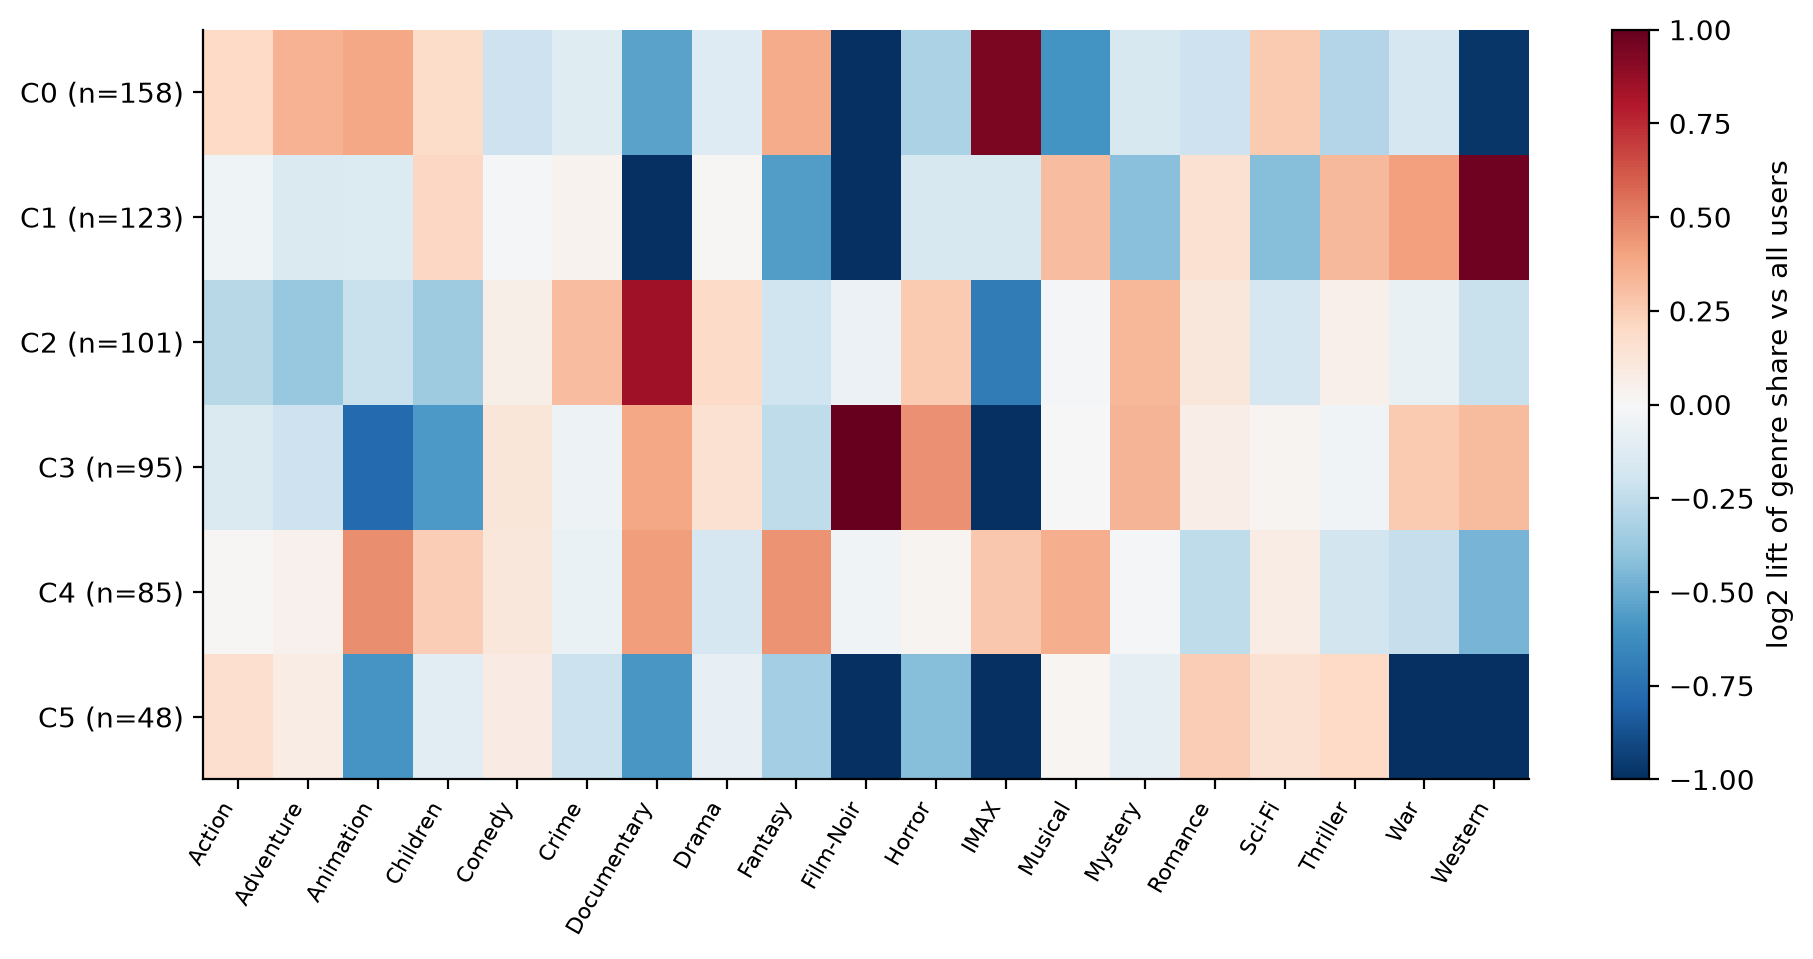 C0 (n=158)
C1 (n=123)
C2 (n=101)
C3 (n=95)
C4 (n=85)
C5 (n=48)
Action
Adventure
Animation
Children
Comedy
Crime
Documentary
Drama
Fantasy
Film-Noir
Horror
IMAX
Musical
Mystery
Romance
Sci-Fi
Thriller
War
Western
1.00
0.75
0.50
0.25
0.00
−0.25
−0.50
−0.75
−1.00
log2 lift of genre share vs all users